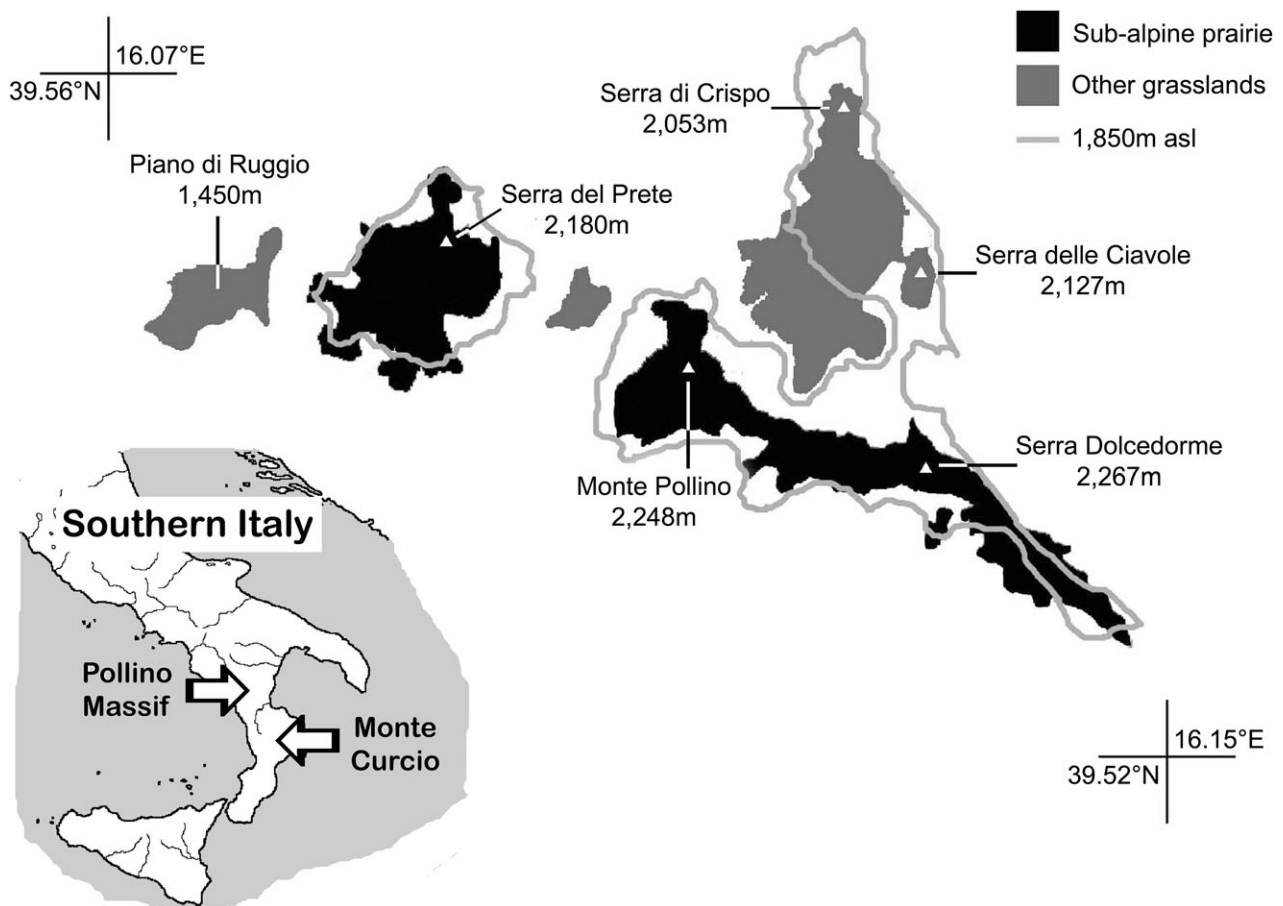 16.07°E
39.56°N
Sub-alpine prairie
Other grasslands
1,850m asl
Serra di Crispo
2,053m
Piano di Ruggio
1,450m
Serra del Prete
2,180m
Serra delle Ciavole
2,127m
Serra Dolcedorme
2,267m
Monte Pollino
2,248m
Southern Italy
Pollino
Massif
Monte
Curcio
16.15°E
39.52°N